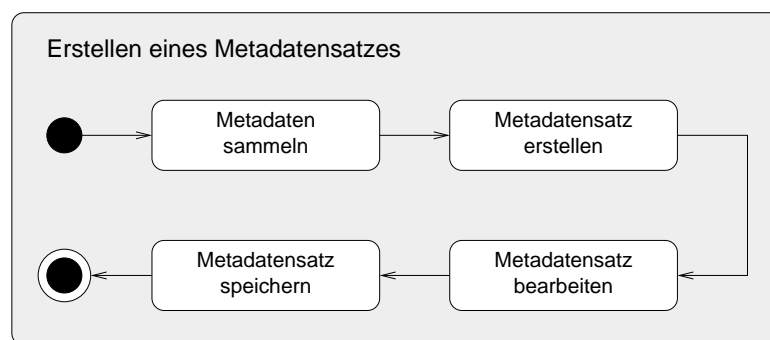 Erstellen eines Metadatensatzes
Metadaten
sammeln
Metadatensatz
erstellen
Metadatensatz
bearbeiten
Metadatensatz
speichern